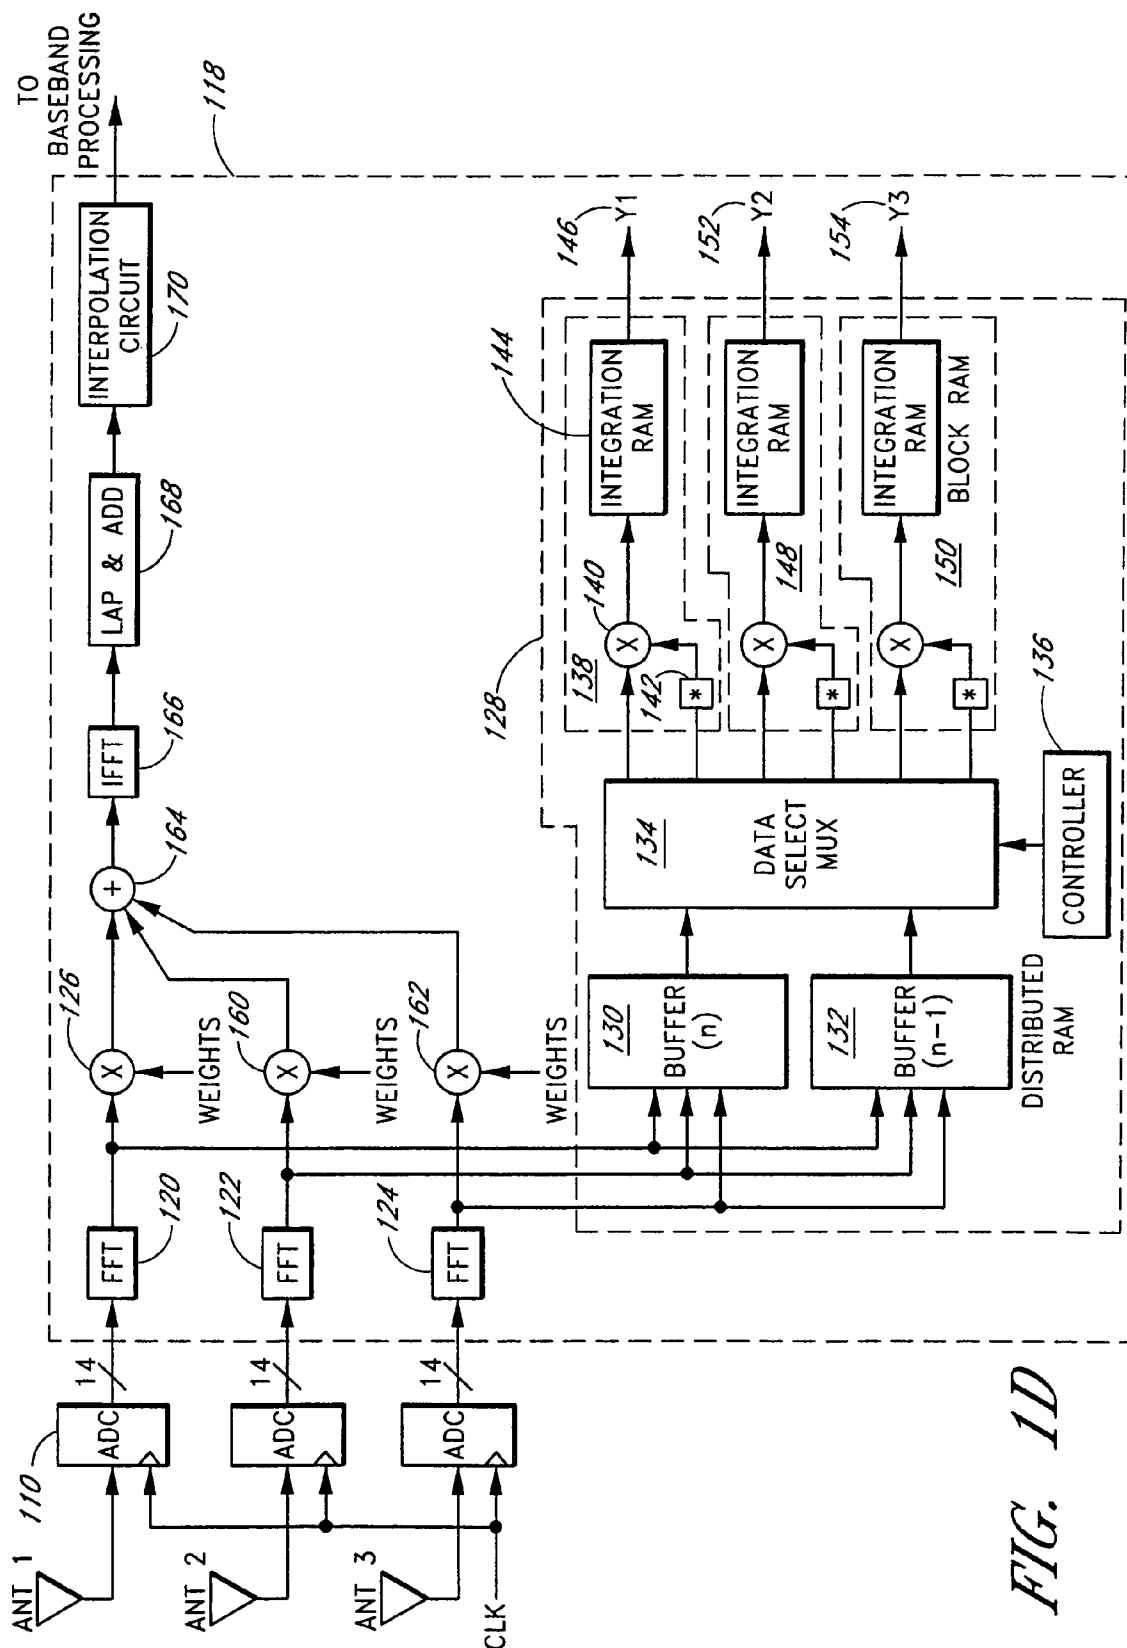 TO
BASEBAND
PROCESSING
118
INTERPOLATION
CIRCUIT
170
LAP & ADD
168
IFFT
166
+
164
X
126
WEIGHTS
X
160
WEIGHTS
X
162
WEIGHTS
FFT
120
FFT
122
FFT
124
14
14
14
ADC
110
ADC
ADC
ANT 1
ANT 2
ANT 3
CLK
128
130
BUFFER
(n)
132
BUFFER
(n-1)
DISTRIBUTED
RAM
134
DATA
SELECT
MUX
CONTROLLER
136
138
X
140
*
142
INTEGRATION
RAM
144
Y1
146
148
X
*
INTEGRATION
RAM
Y2
152
150
X
*
INTEGRATION
RAM
BLOCK RAM
Y3
154
FIG. 1D